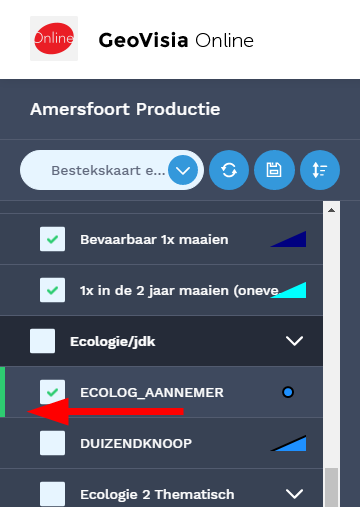 Online
GeoVisia Online
Amersfoort Productie
Bestekskaart e...
Bevaarbaar 1x maaien
1x in de 2 jaar maaien (oneve
Ecologie/jdk
ECOLOG_AANNEMER
DUIZENDKNOOP
Ecologie 2 Thematisch